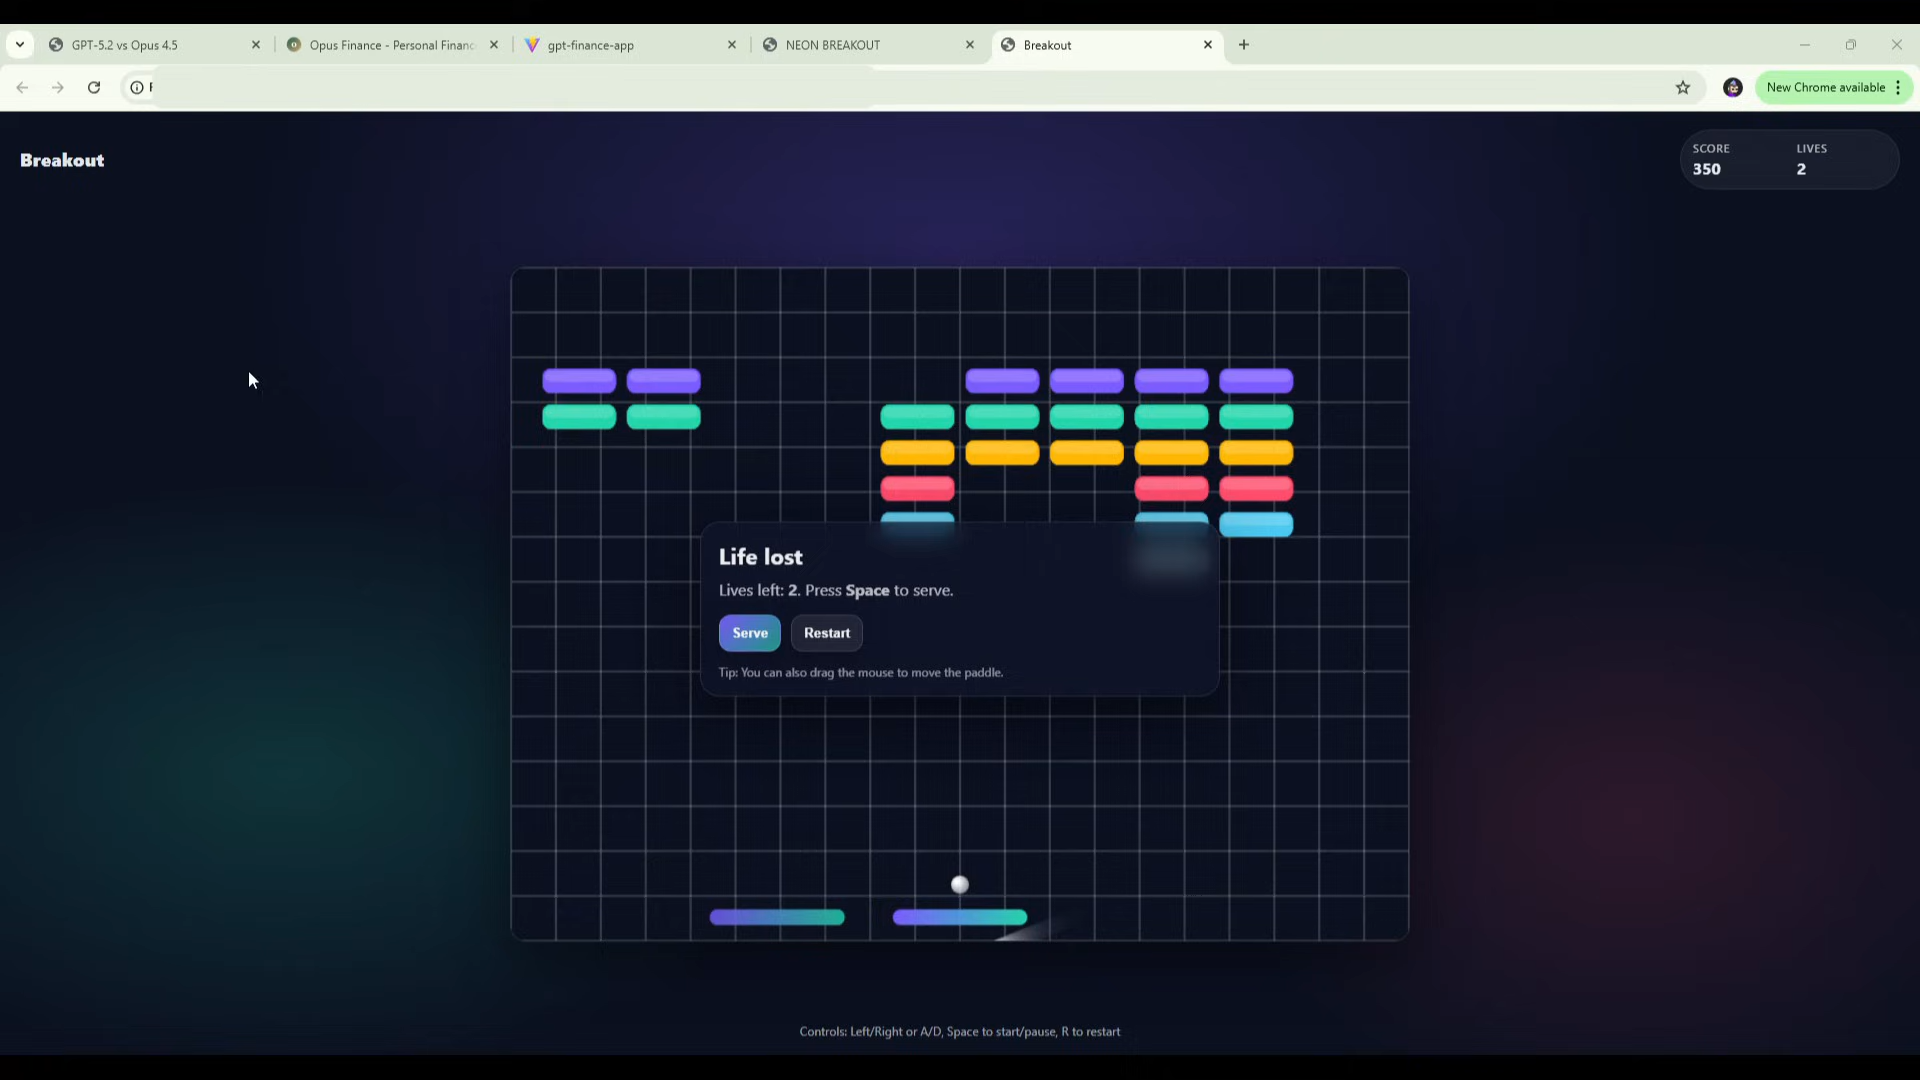 GPT-5.2 vs Opus 4.5
Opus Finance - Personal Financ
gpt-finance-app
NEON BREAKOUT
Breakout
New Chrome available
Breakout
SCORE
LIVES
350
2
Life lost
Lives left: 2. Press Space to serve.
Serve
Restart
Tip: You can also drag the mouse to move the paddle.
Controls: Left/Right or A/D, Space to start/pause, R to restart